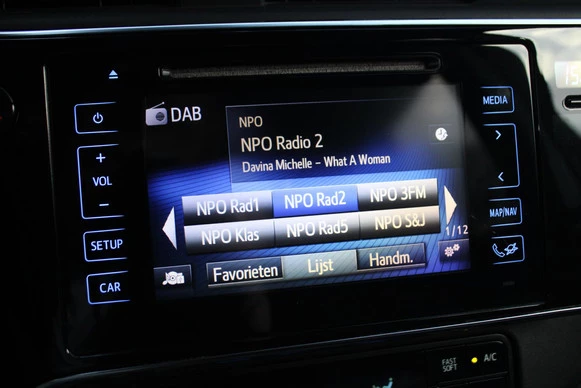 DAB
NPO
NPO Radio 2
Davina Michelle – What A Woman
NPO Rad1 NPO Rad2 NPO 3FM
NPO Klas NPO Rad5 NPO S&J
1/12
Favorieten Lijst Handm.
+
VOL
−
SETUP
CAR
MEDIA
>
<
MAP/NAV
FAST
SOFT
A/C